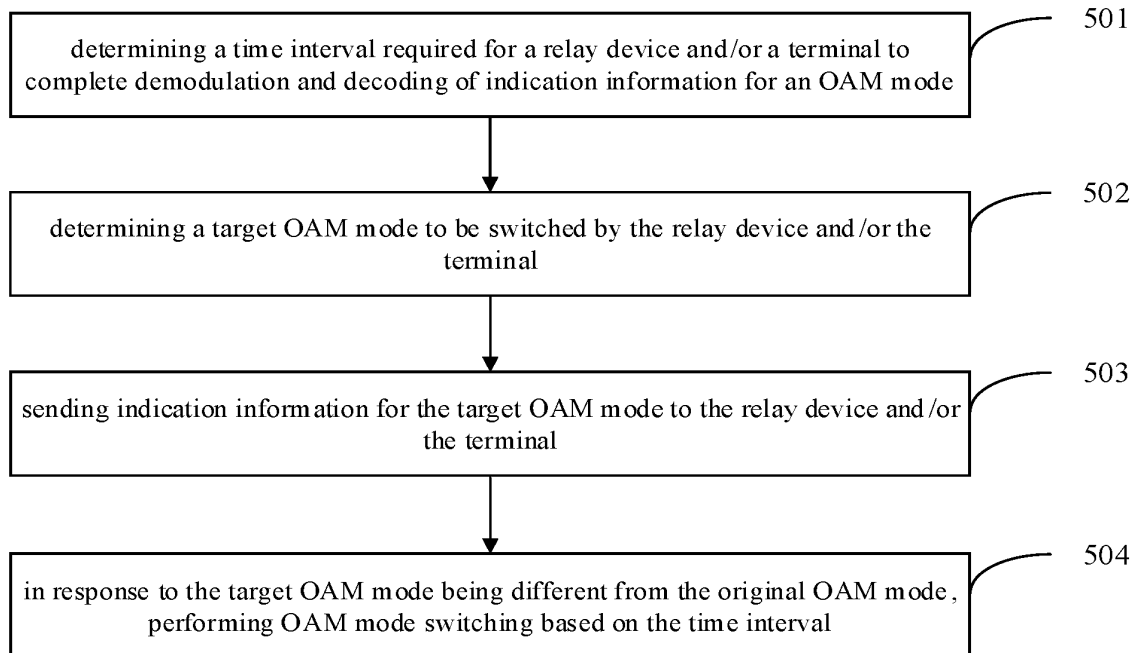 501
determining a time interval required for a relay device and/or a terminal to
complete demodulation and decoding of indication information for an OAM mode
502
determining a target OAM mode to be switched by the relay device and/or the
terminal
503
sending indication information for the target OAM mode to the relay device and/or
the terminal
504
in response to the target OAM mode being different from the original OAM mode,
performing OAM mode switching based on the time interval